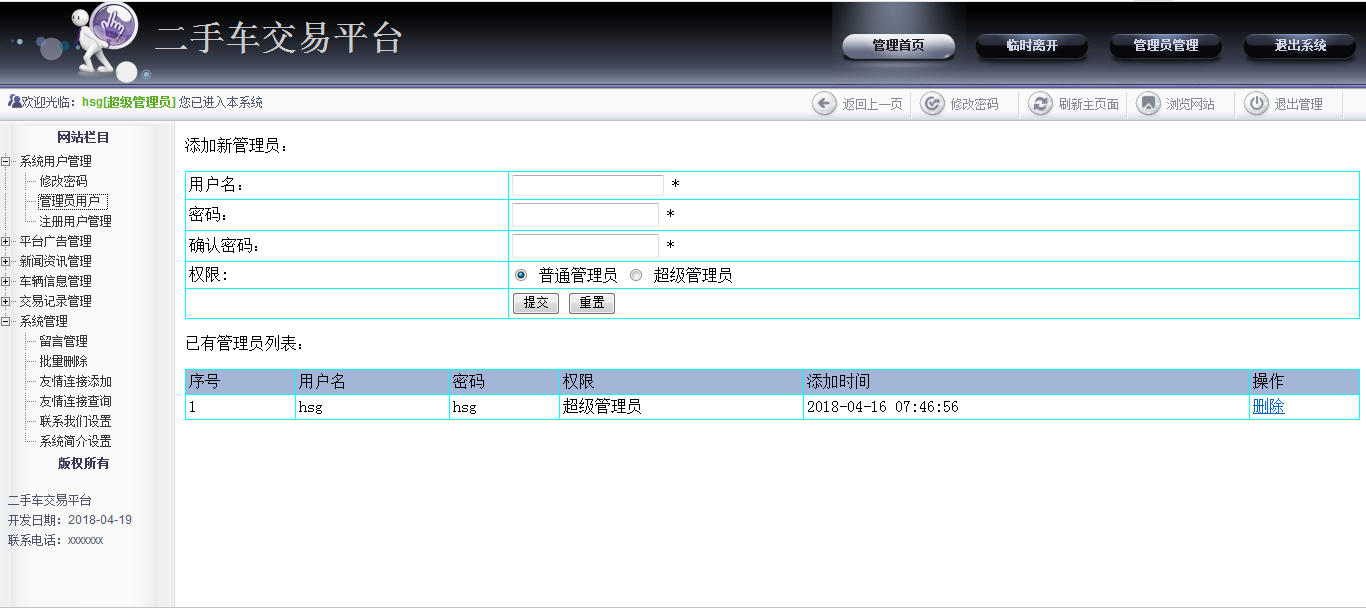 二手车交易平台
管理首页 临时离开 管理员管理 退出系统
欢迎光临：hsg[超级管理员] 您已进入本系统
返回上一页 修改密码 刷新主页面 浏览网站 退出管理
网站栏目
系统用户管理
修改密码
管理员用户
注册用户管理
平台广告管理
新闻资讯管理
车辆信息管理
交易记录管理
系统管理
留言管理
批量删除
友情连接添加
友情连接查询
联系我们设置
系统简介设置
版权所有
二手车交易平台
开发日期：2018-04-19
联系电话：xxxxxxx
添加新管理员：
用户名： *
密码： *
确认密码： *
权限： 普通管理员 超级管理员
提交 重置
已有管理员列表：
序号 用户名 密码 权限 添加时间 操作
1 hsg hsg 超级管理员 2018-04-16 07:46:56 删除